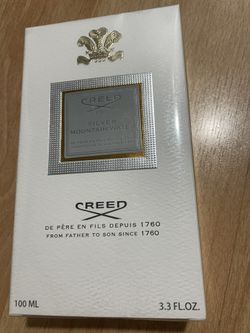 CREED
SILVER
MOUNTAIN WATER
CREED
DE PÈRE EN FILS DEPUIS 1760
FROM FATHER TO SON SINCE 1760
100 ML
3.3 FL.OZ.